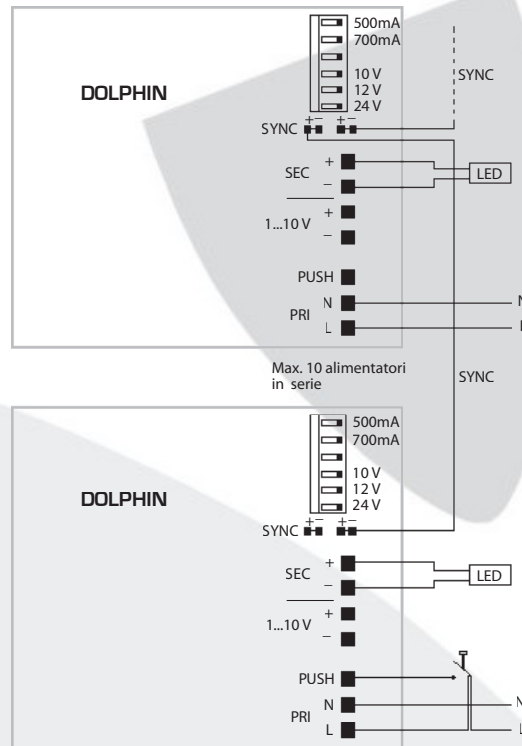 500mA
700mA
10 V
12 V
24 V
DOLPHIN
SYNC
+ - + -
SYNC
SEC
+
-
LED
1...10 V
+
-
PUSH
PRI
N
L
N
Max. 10 alimentatori
in serie
SYNC
500mA
700mA
10 V
12 V
24 V
DOLPHIN
SYNC
+ - + -
SEC
+
-
LED
1...10 V
+
-
PUSH
PRI
N
L
N
L